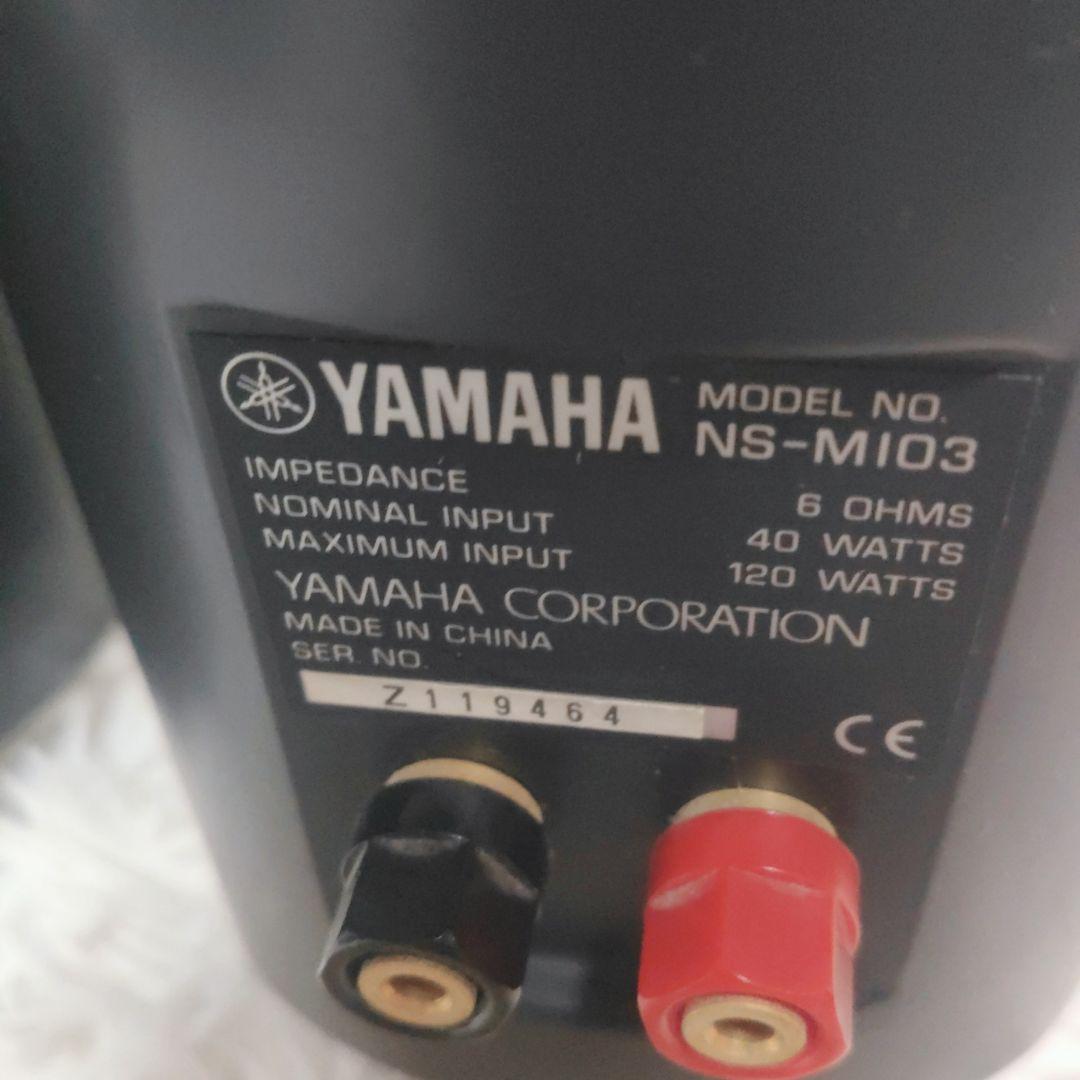 YAMAHA
MODEL NO.
NS-M103
IMPEDANCE 6 OHMS
NOMINAL INPUT 40 WATTS
MAXIMUM INPUT 120 WATTS
YAMAHA CORPORATION
MADE IN CHINA
SER. NO.
Z119464
CE